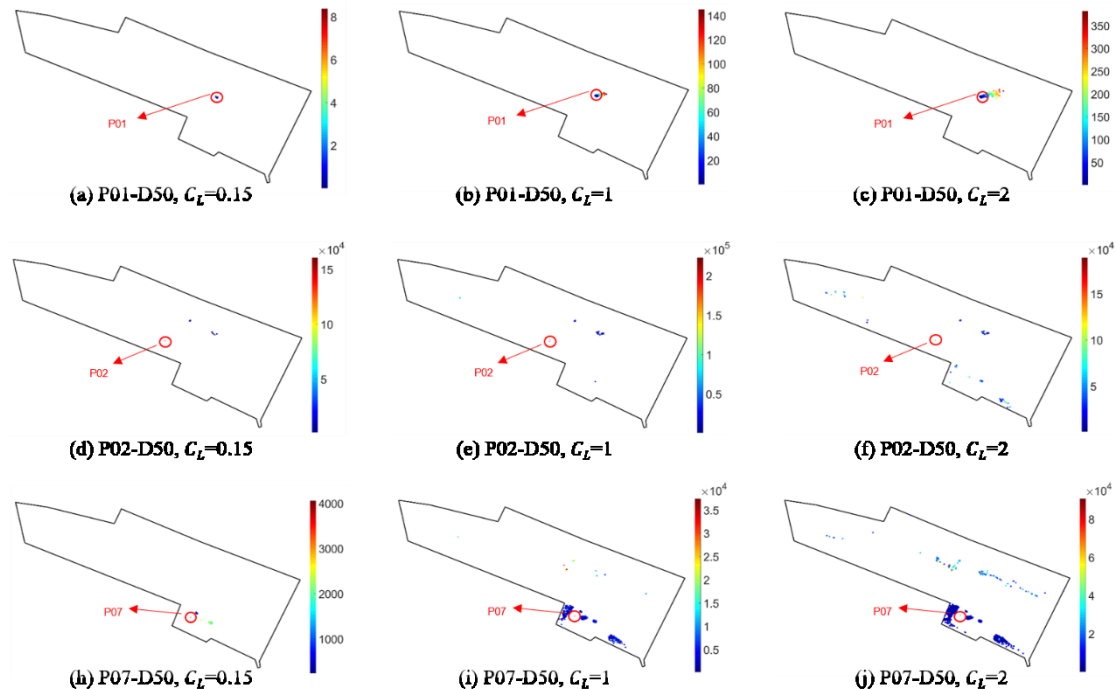 8
6
4
2
P01
(a) P01-D50, C_L=0.15
140
120
100
80
60
40
20
P01
(b) P01-D50, C_L=1
350
300
250
200
150
100
50
P01
(c) P01-D50, C_L=2
×10^4
15
10
5
P02
(d) P02-D50, C_L=0.15
×10^5
2
1.5
1
0.5
P02
(e) P02-D50, C_L=1
×10^4
15
10
5
P02
(f) P02-D50, C_L=2
4000
3000
2000
1000
P07
(h) P07-D50, C_L=0.15
×10^4
3.5
3
2.5
2
1.5
1
0.5
P07
(i) P07-D50, C_L=1
×10^4
8
6
4
2
P07
(j) P07-D50, C_L=2